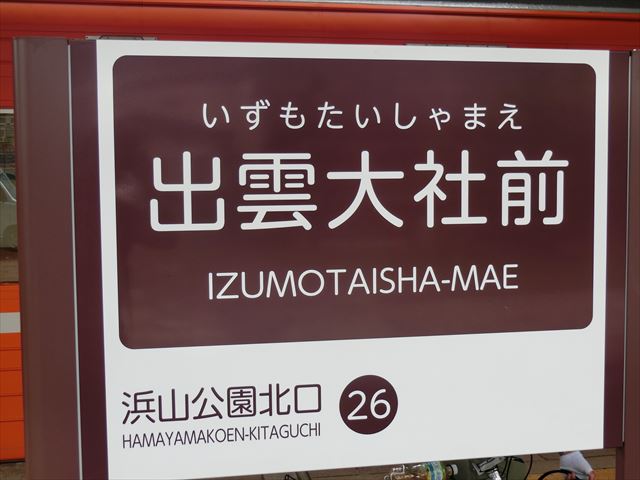 いずもたいしゃまえ
出雲大社前
IZUMOTAISHA-MAE
浜山公園北口 26
HAMAYAMAKOEN-KITAGUCHI